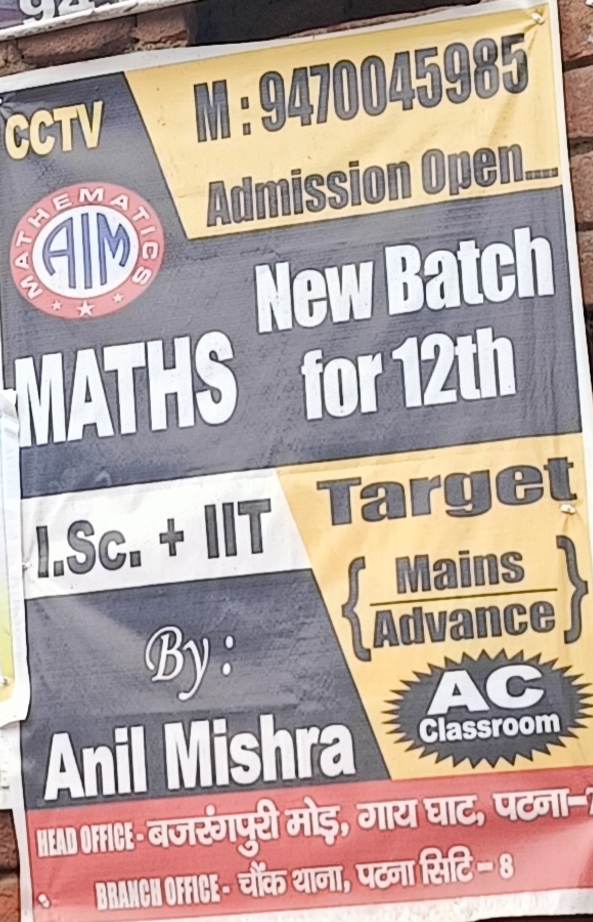 CCTV
M : 9470045985
Admission Open....
MATHEMATICS
AIM
New Batch
for 12th
MATHS
I.Sc. + IIT
Target
Mains
Advance
By :
Anil Mishra
AC
Classroom
HEAD OFFICE - बजरंगपुरी मोड़, गाय घाट, पटना-7
BRANCH OFFICE - चौंक थाना, पटना सिटि - 8